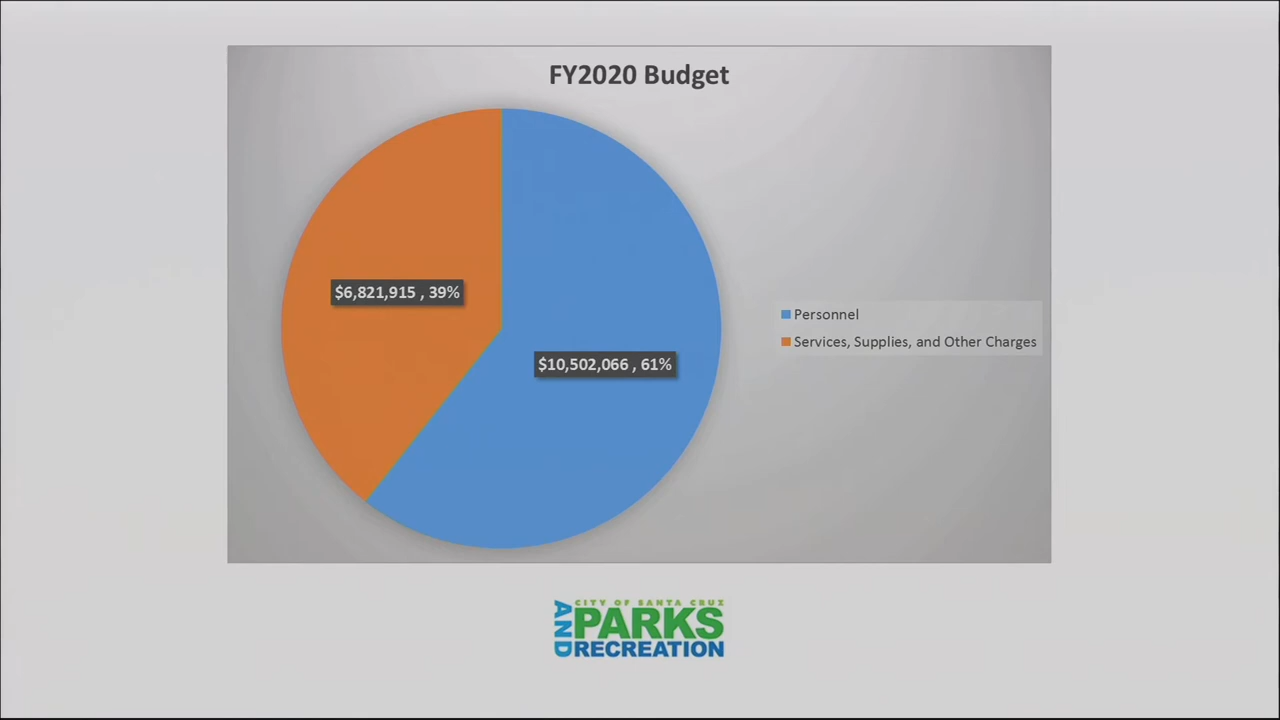 FY2020 Budget
$6,821,915 , 39%
$10,502,066 , 61%
Personnel
Services, Supplies, and Other Charges
CITY OF SANTA CRUZ
PARKS
AND
RECREATION